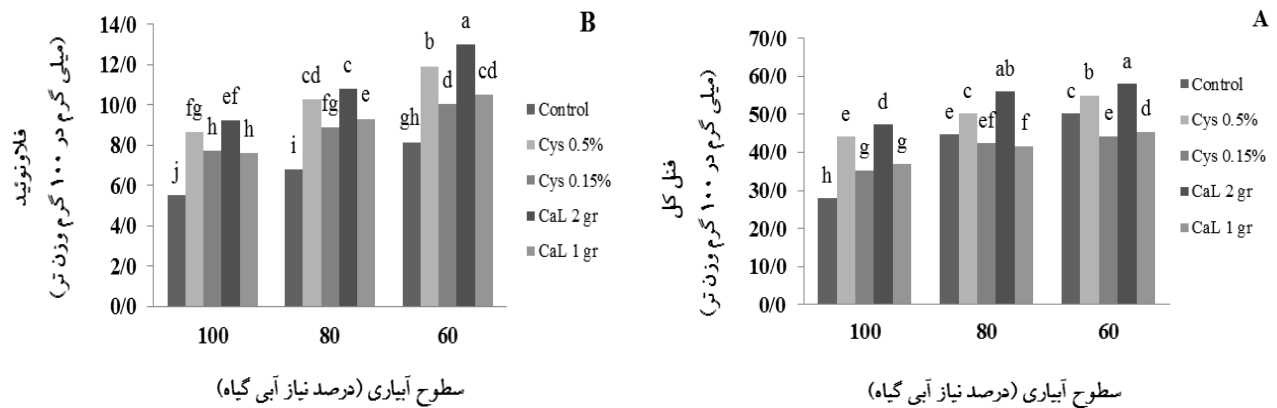 B
فلاونوئید
(میلی گرم در ۱۰۰ گرم وزن تر)
14/0
12/0
10/0
8/0
6/0
4/0
2/0
0/0
j fg h ef h
i cd fg c e
gh b d a cd
100 80 60
سطوح آبیاری (درصد نیاز آبی گیاه)
Control
Cys 0.5%
Cys 0.15%
CaL 2 gr
CaL 1 gr
A
فنل کل
(میلی گرم در ۱۰۰ گرم وزن تر)
70/0
60/0
50/0
40/0
30/0
20/0
10/0
0/0
h e g d g
e c ef ab f
c b e a d
100 80 60
سطوح آبیاری (درصد نیاز آبی گیاه)
Control
Cys 0.5%
Cys 0.15%
CaL 2 gr
CaL 1 gr